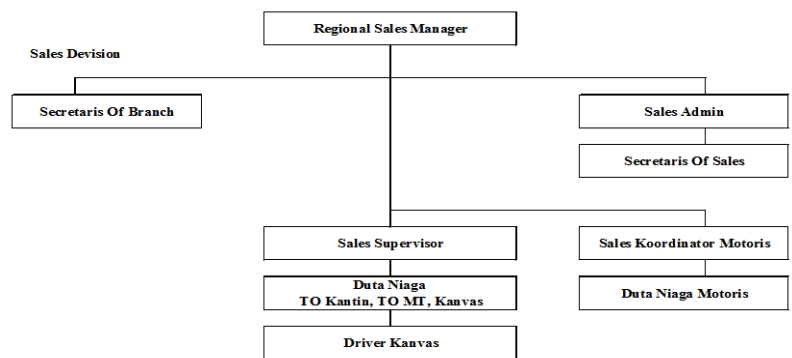 Regional Sales Manager
Sales Devision
Secretaris Of Branch
Sales Admin
Secretaris Of Sales
Sales Supervisor
Sales Koordinator Motoris
Duta Niaga
TO Kantin, TO MT, Kanvas
Duta Niaga Motoris
Driver Kanvas